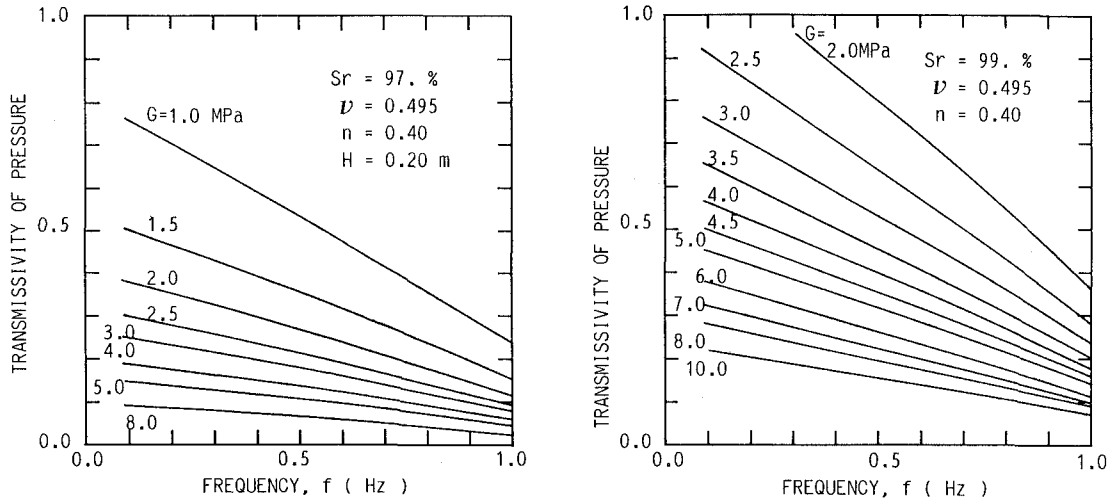 1.0
0.5
0.0
TRANSMISSIVITY OF PRESSURE
Sr = 97. %
ν = 0.495
n = 0.40
H = 0.20 m
G=1.0 MPa
1.5
2.0
2.5
3.0
4.0
5.0
8.0
0.0
0.5
1.0
FREQUENCY, f ( Hz )
1.0
0.5
0.0
TRANSMISSIVITY OF PRESSURE
G=
2.0MPa
Sr = 99. %
ν = 0.495
n = 0.40
2.5
3.0
3.5
4.0
4.5
5.0
6.0
7.0
8.0
10.0
0.0
0.5
1.0
FREQUENCY, f ( Hz )